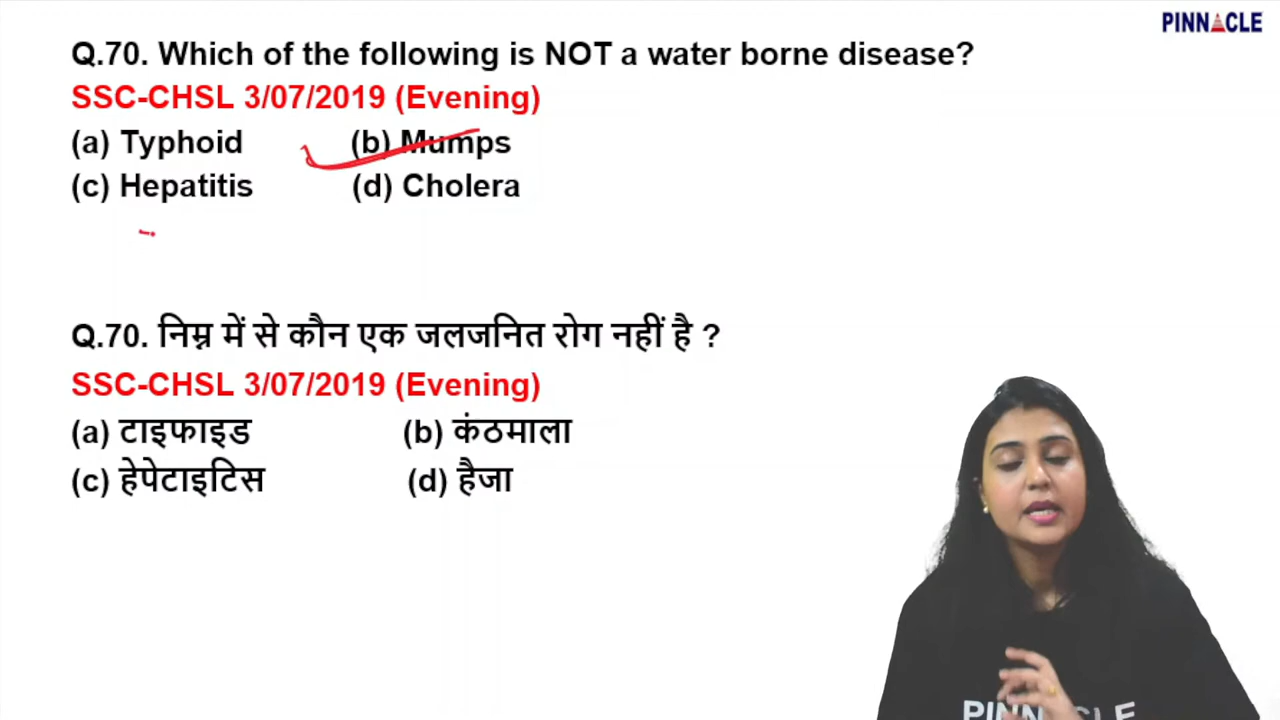 PINNACLE
Q.70. Which of the following is NOT a water borne disease?
SSC-CHSL 3/07/2019 (Evening)
(a) Typhoid (b) Mumps
(c) Hepatitis (d) Cholera
Q.70. निम्न में से कौन एक जलजनित रोग नहीं है ?
SSC-CHSL 3/07/2019 (Evening)
(a) टाइफाइड (b) कंठमाला
(c) हेपेटाइटिस (d) हैजा
PINNACLE